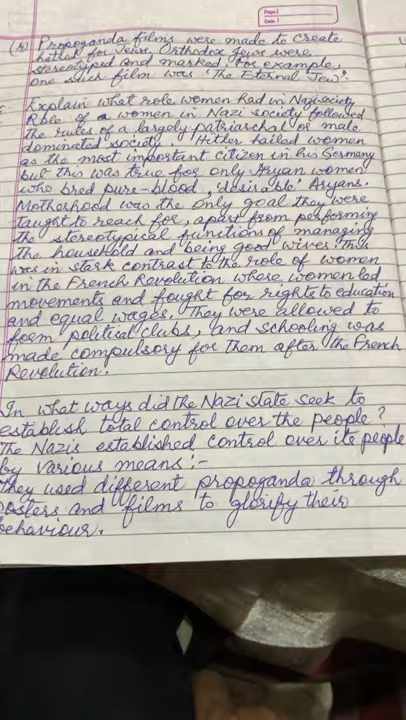 Page:
Date:
(5) Propoganda films were made to create
hatred for Jews. Orthodox Jews were
stereotyped and marked. For example,
one such film was 'The Eternal Jew'.
Explain what role women had in Nazi society
Role of a women in Nazi society followed
the rules of a largely patriarchal or male
dominated society. Hitler hailed women
as the most important citizen in his Germany
but this was true for only Aryan women
who bred pure-blood, 'desirable' Aryans.
Motherhood was the only goal they were
taught to reach for, apart from performing
the stereotypical functions of managing
the household and being good wives. This
was in stark contrast to the role of women
in the French Revolution where women led
movements and fought for rights to education
and equal wages. They were allowed to
form political clubs, and schooling was
made compulsory for them after the French
Revolution.
In what ways did the Nazi state seek to
establish total control over the people?
The Nazis established control over its people
by various means:-
They used different propoganda through
posters and films to glorify their
behaviour.